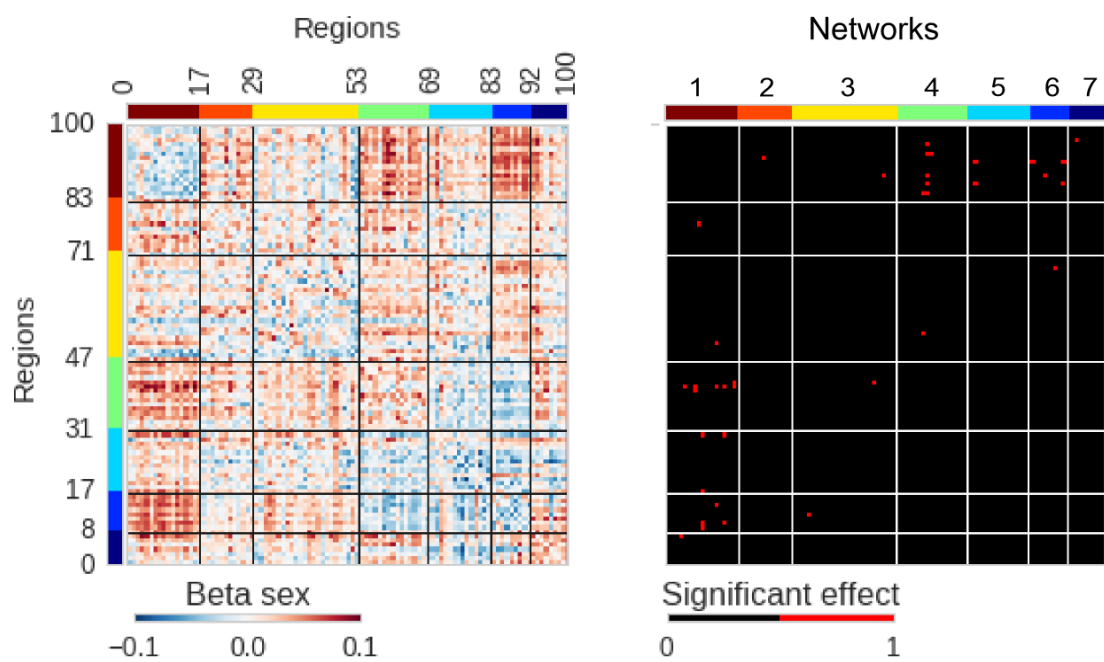 Regions
Networks
0 17 29 53 69 83 92 100
1 2 3 4 5 6 7
100
83
71
47
31
17
8
0
Regions
Beta sex
Significant effect
−0.1 0.0 0.1
0 1